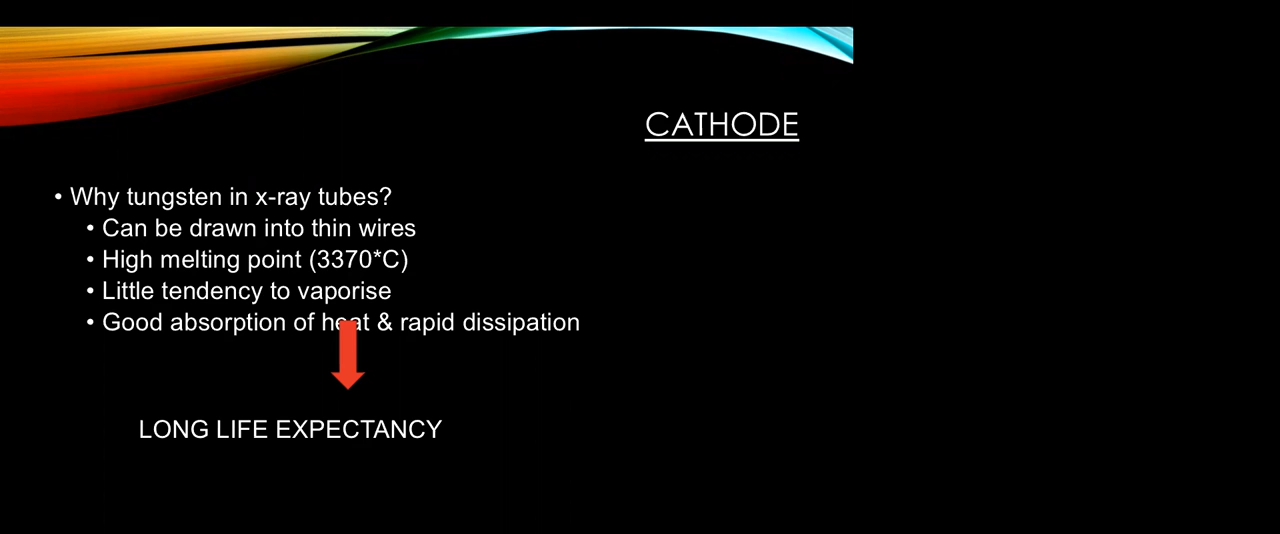 CATHODE
• Why tungsten in x-ray tubes?
• Can be drawn into thin wires
• High melting point (3370*C)
• Little tendency to vaporise
• Good absorption of heat & rapid dissipation
LONG LIFE EXPECTANCY